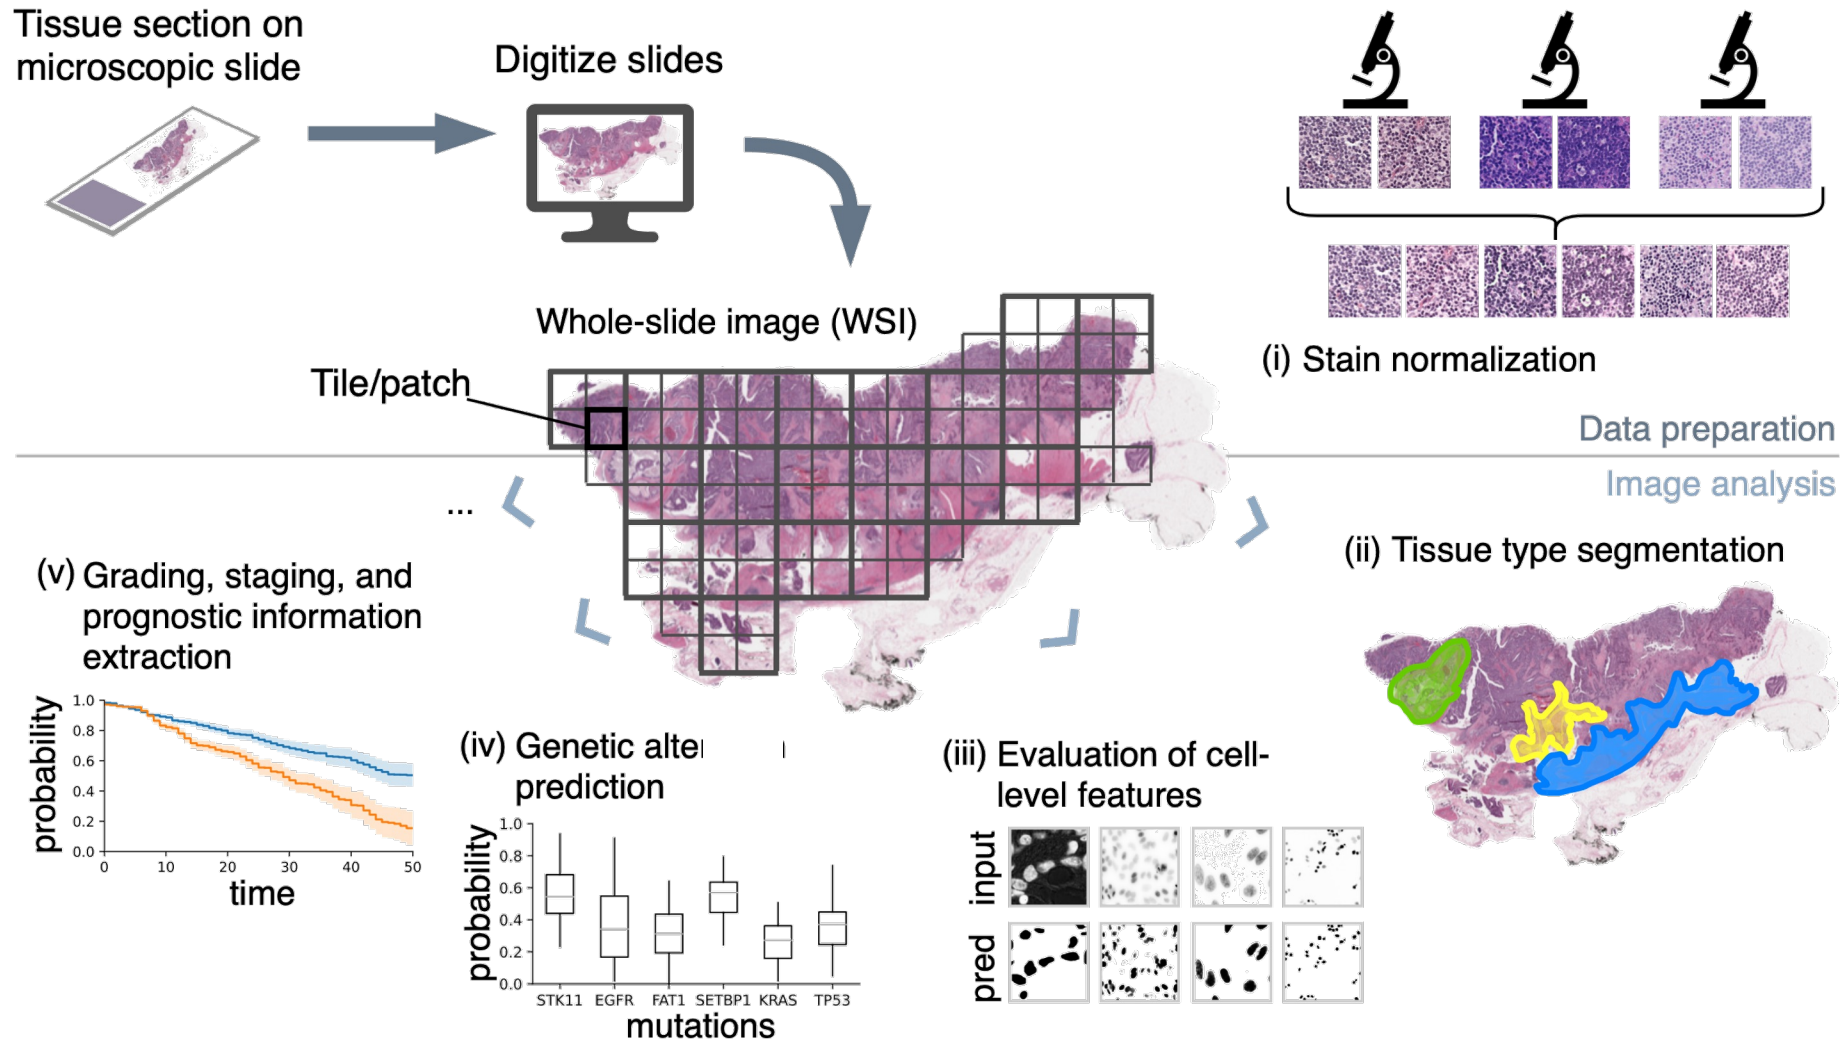 Tissue section on
microscopic slide
Digitize slides
Whole-slide image (WSI)
Tile/patch
(i) Stain normalization
Data preparation
Image analysis
...
(ii) Tissue type segmentation
(v) Grading, staging, and
prognostic information
extraction
probability
1.0
0.8
0.6
0.4
0.2
0.0
0 10 20 30 40 50
time
(iv) Genetic
prediction
probability
1.0
0.8
0.6
0.4
0.2
0.0
STK11 EGFR FAT1 SETBP1 KRAS TP53
mutations
(iii) Evaluation of cell-
level features
input
pred